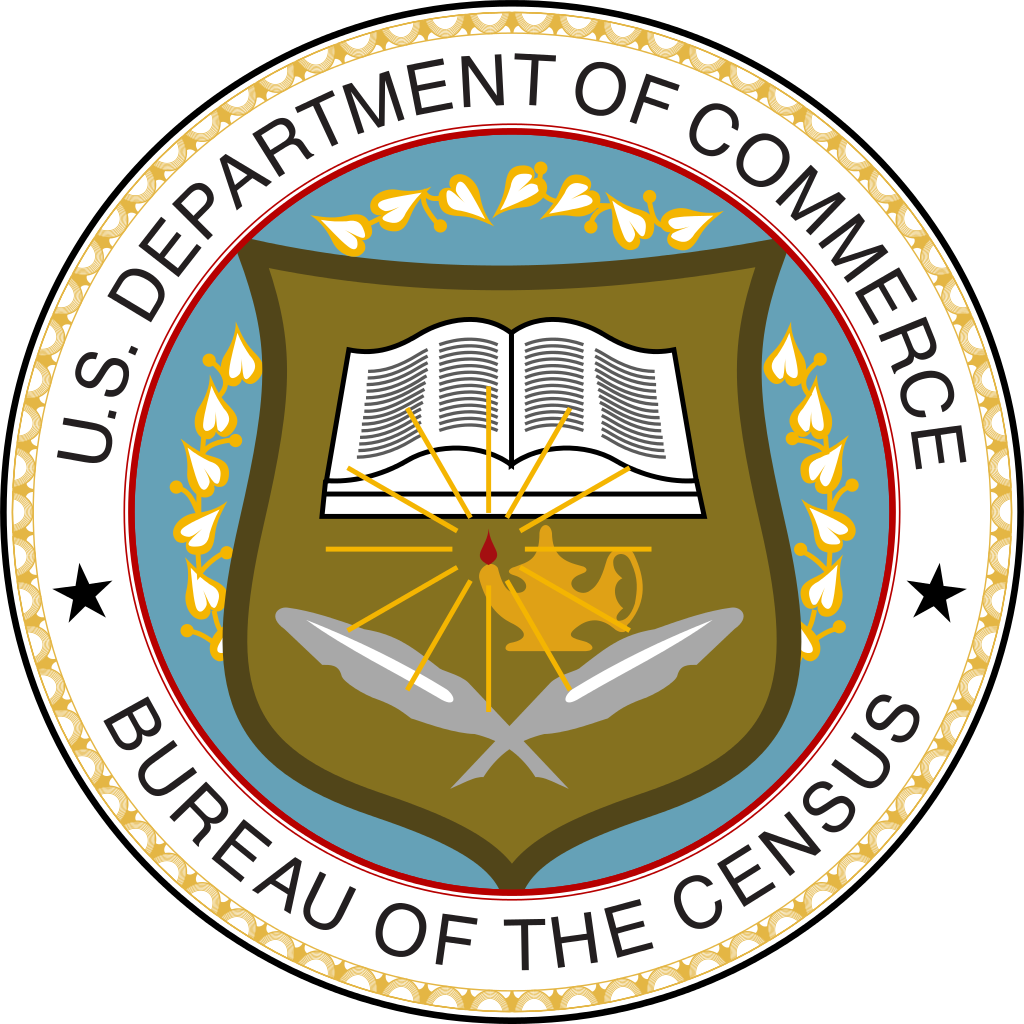 U.S. DEPARTMENT OF COMMERCE
BUREAU OF THE CENSUS